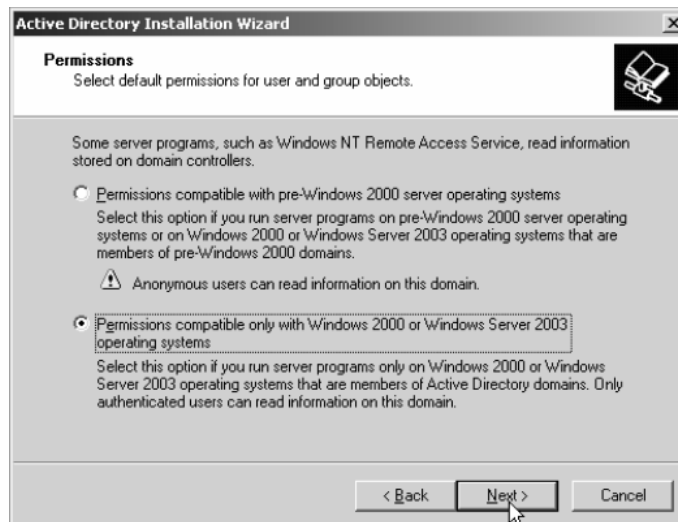 Active Directory Installation Wizard
Permissions
Select default permissions for user and group objects.
Some server programs, such as Windows NT Remote Access Service, read information
stored on domain controllers.
Permissions compatible with pre-Windows 2000 server operating systems
Select this option if you run server programs on pre-Windows 2000 server operating
systems or on Windows 2000 or Windows Server 2003 operating systems that are
members of pre-Windows 2000 domains.
Anonymous users can read information on this domain.
Permissions compatible only with Windows 2000 or Windows Server 2003
operating systems
Select this option if you run server programs only on Windows 2000 or Windows
Server 2003 operating systems that are members of Active Directory domains. Only
authenticated users can read information on this domain.
< Back Next > Cancel